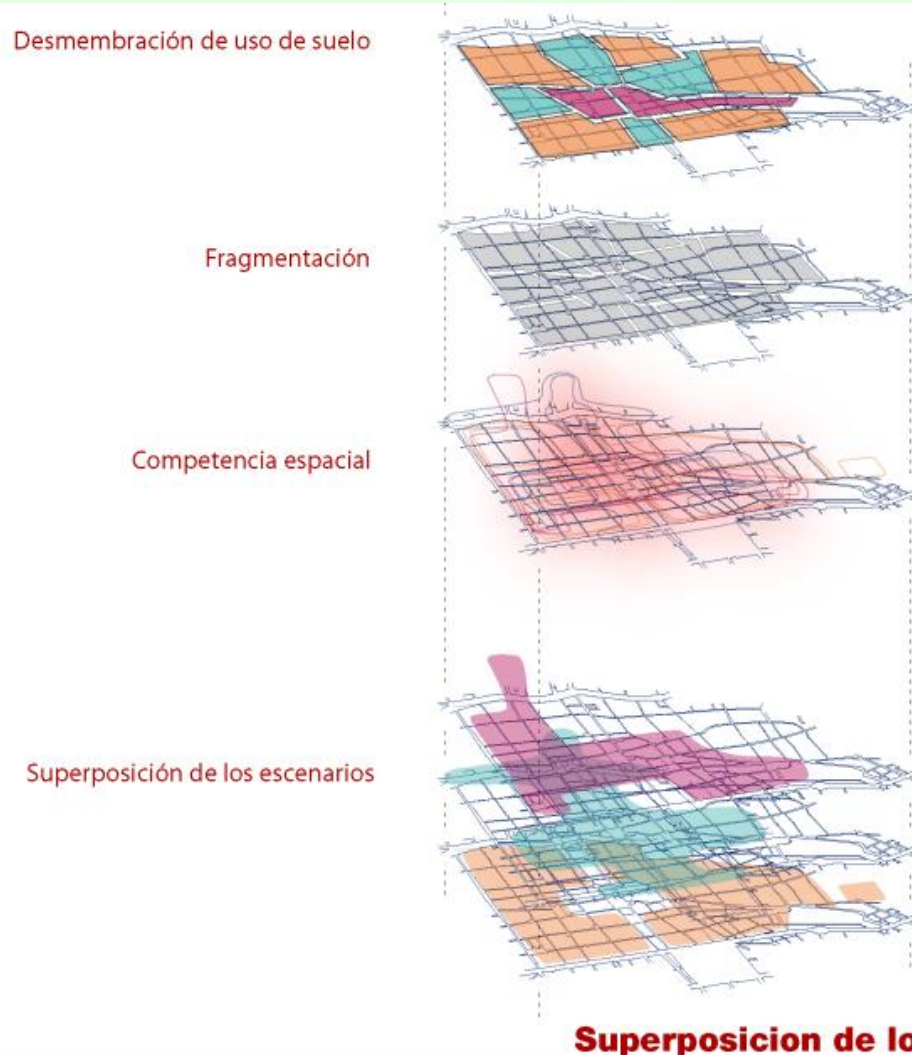 Desmembración de uso de suelo
Fragmentación
Competencia espacial
Superposición de los escenarios
Superposicion de lo